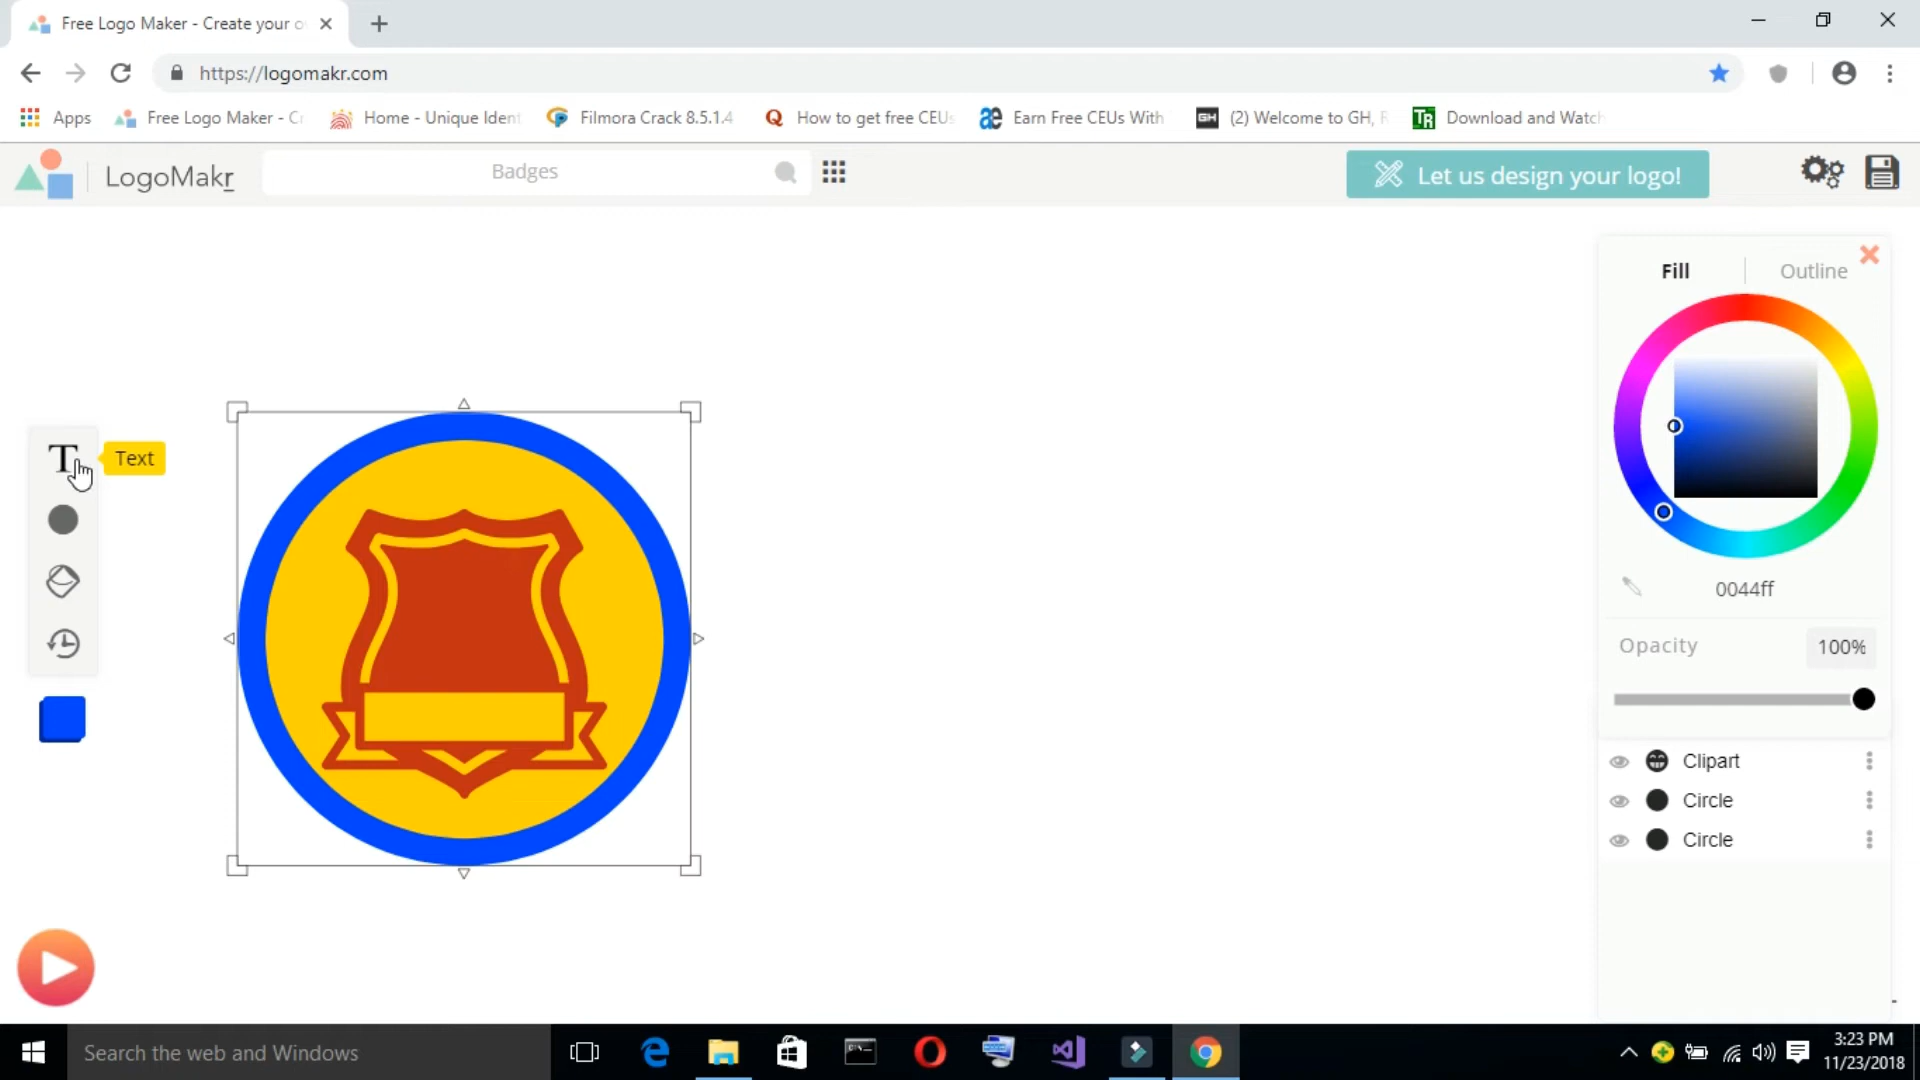 Free Logo Maker - Create your o
https://logomakr.com
Apps
Free Logo Maker - Cr
Home - Unique Ident
Filmora Crack 8.5.1.4
How to get free CEUs
Earn Free CEUs With
GH (2) Welcome to GH, R
TR Download and Watch
LogoMakr
Badges
Let us design your logo!
Fill
Outline
T
Text
0044ff
Opacity
100%
Clipart
Circle
Circle
Search the web and Windows
3:23 PM
11/23/2018